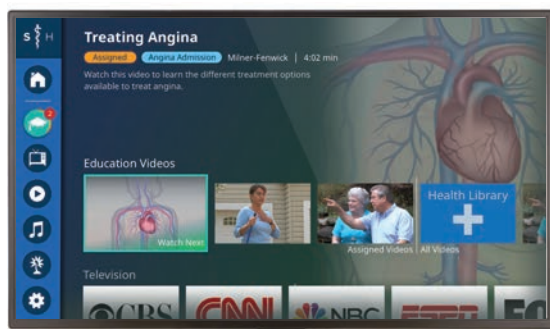 S H
Treating Angina
Assigned Angina Admission Milner-Fenwick | 4:02 min
Watch this video to learn the different treatment options
available to treat angina.
2
Education Videos
Health Library
Watch Next
Assigned Videos | All Videos
Television
CBS CNN NBC ESPN FO